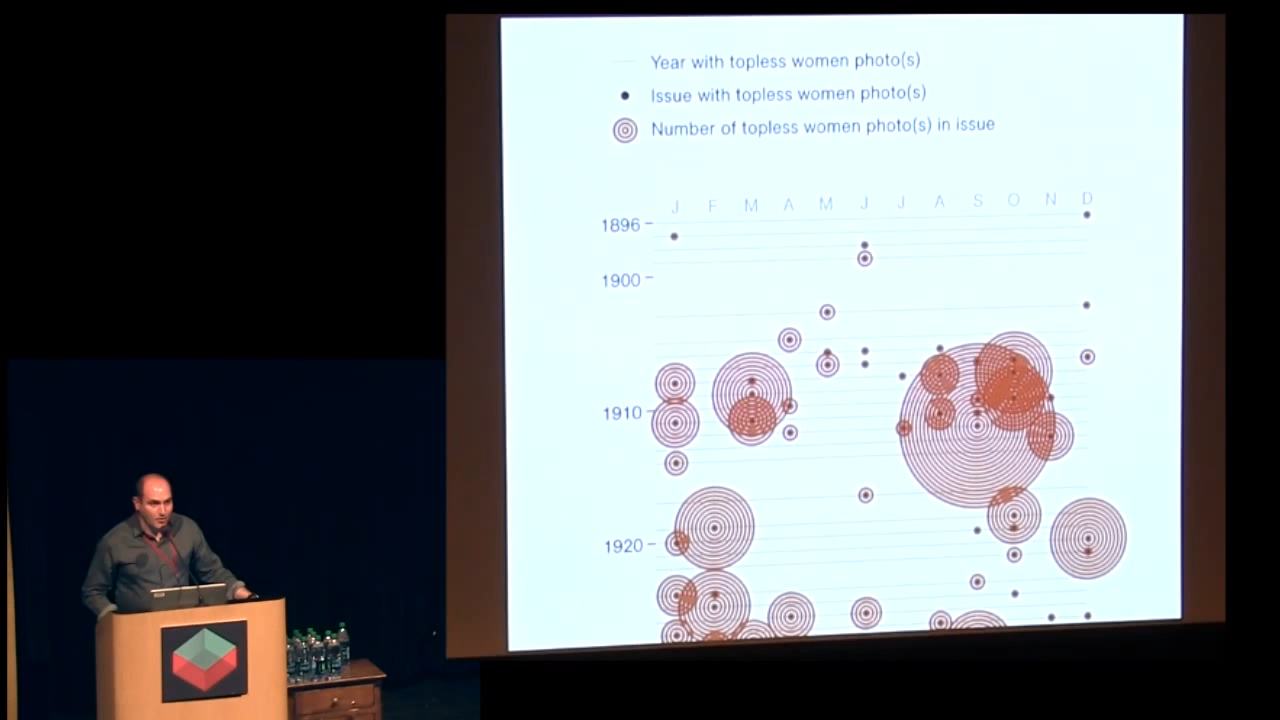 Year with topless women photo(s)
Issue with topless women photo(s)
Number of topless women photo(s) in issue
J F M A M J J A S O N D
1896
1900
1910
1920